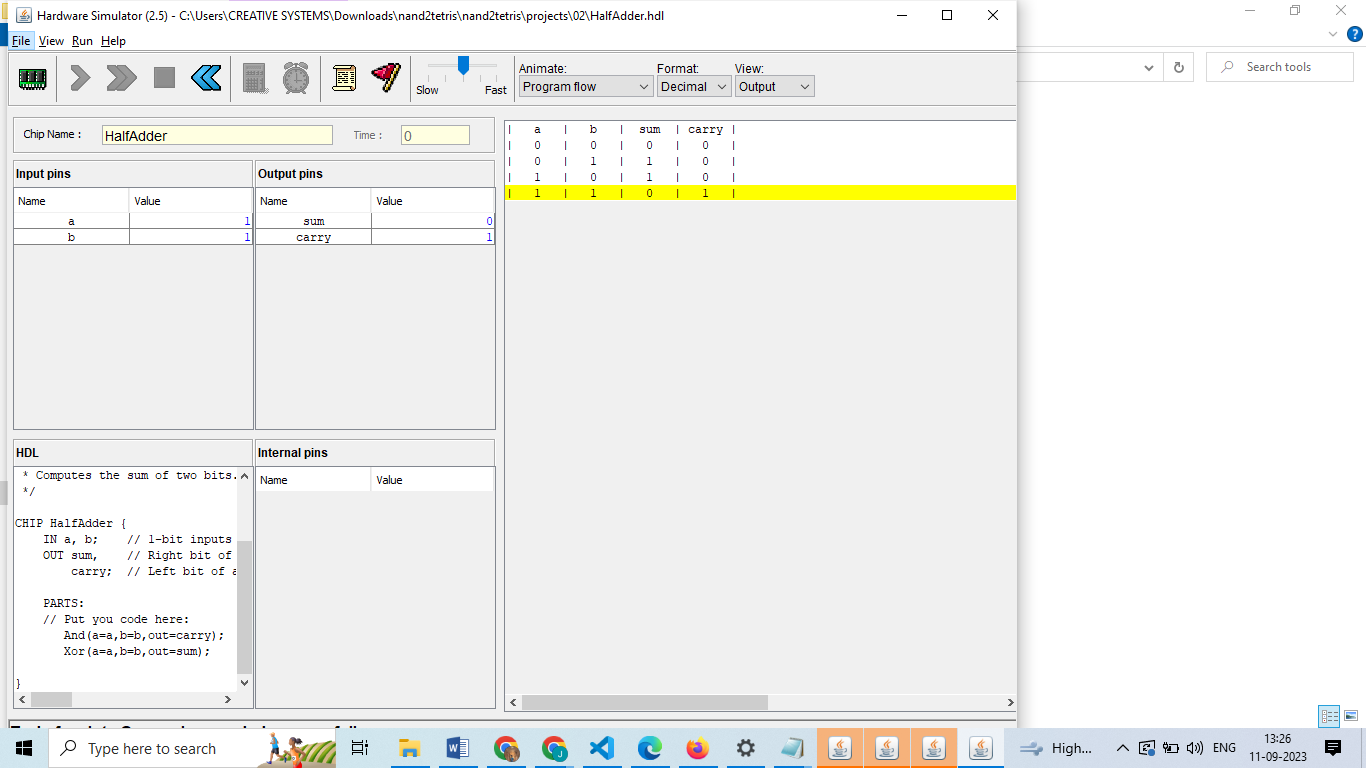 Hardware Simulator (2.5) - C:\Users\CREATIVE SYSTEMS\Downloads\nand2tetris\nand2tetris\projects\02\HalfAdder.hdl
File View Run Help
Search tools
Slow Fast
Animate: Format: View:
Program flow Decimal Output
Chip Name : HalfAdder Time : 0
Input pins Output pins
Name Value Name Value
a 1 sum 0
b 1 carry 1
| a | b | sum | carry |
| 0 | 0 | 0 | 0 |
| 0 | 1 | 1 | 0 |
| 1 | 0 | 1 | 0 |
| 1 | 1 | 0 | 1 |
HDL
* Computes the sum of two bits.
*/
CHIP HalfAdder {
IN a, b; // 1-bit inputs
OUT sum, // Right bit of
carry; // Left bit of a
PARTS:
// Put you code here:
And(a=a,b=b,out=carry);
Xor(a=a,b=b,out=sum);
}
Internal pins
Name Value
Type here to search
High...
ENG
13:26
11-09-2023